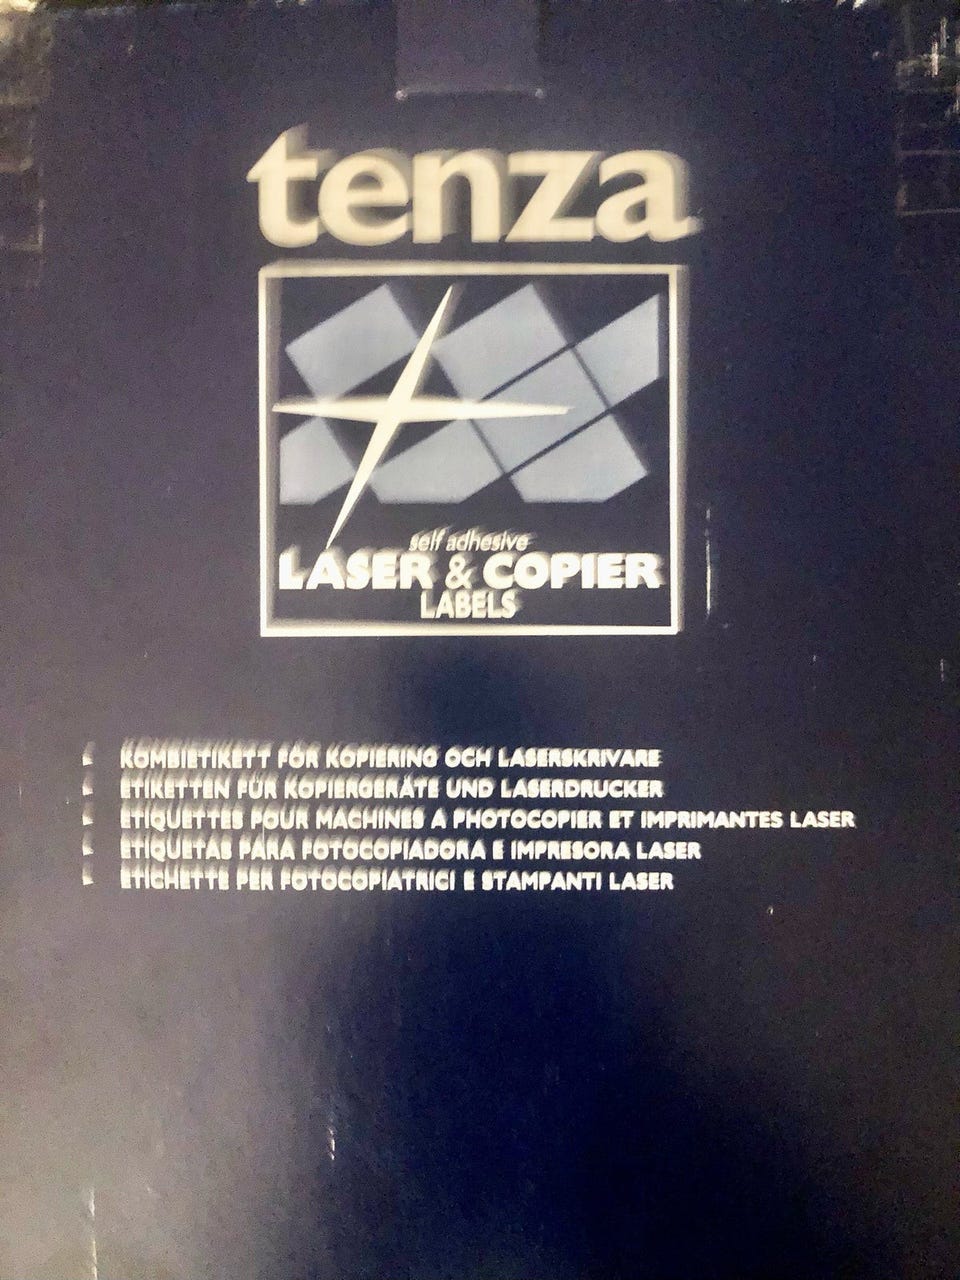 tenza
self adhesive
LASER & COPIER
LABELS
KOMBIETIKETT FÖR KOPIERING OCH LASERSKRIVARE
ETIKETTEN FÜR KOPIERGERÄTE UND LASERDRUCKER
ETIQUETTES POUR MACHINES A PHOTOCOPIER ET IMPRIMANTES LASER
ETIQUETAS PARA FOTOCOPIADORA E IMPRESORA LASER
ETICHETTE PER FOTOCOPIATRICI E STAMPANTI LASER